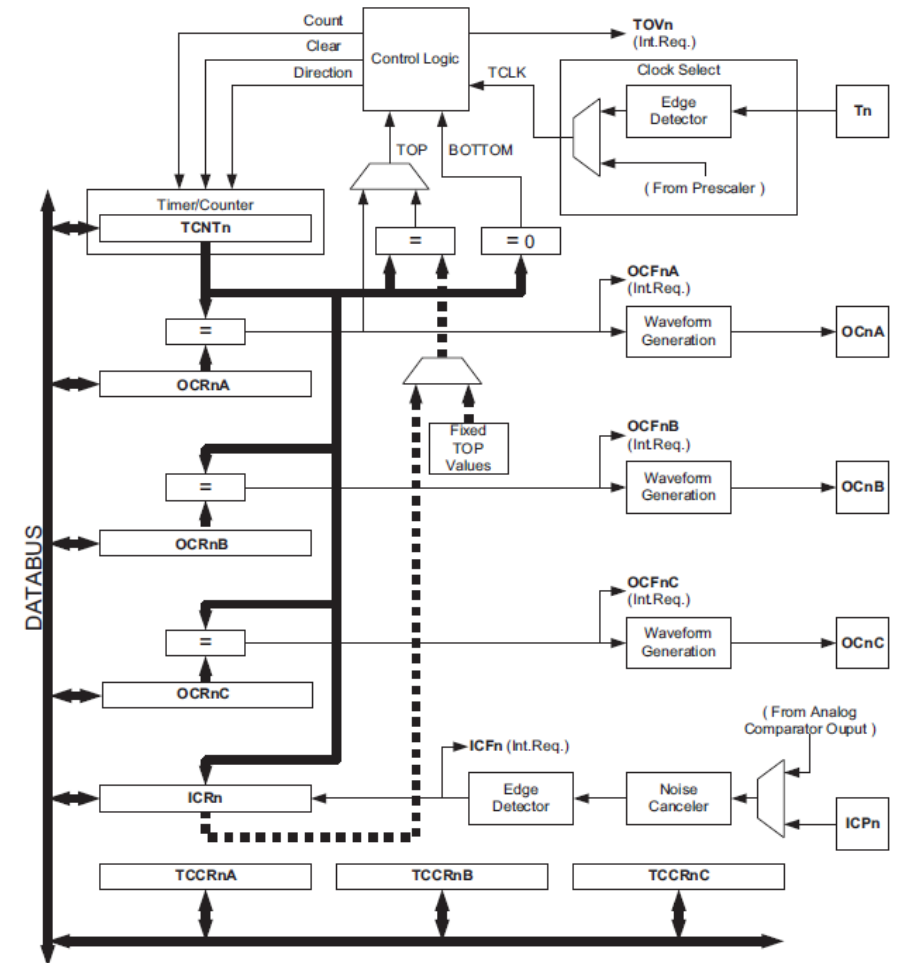 Count
Clear
Direction
Control Logic
TOVn
(Int.Req.)
TCLK
Clock Select
Edge
Detector
Tn
( From Prescaler )
TOP
BOTTOM
Timer/Counter
TCNTn
=
= 0
=
OCRnA
OCFnA
(Int.Req.)
Waveform
Generation
OCnA
Fixed
TOP
Values
=
OCRnB
OCFnB
(Int.Req.)
Waveform
Generation
OCnB
DATABUS
=
OCRnC
OCFnC
(Int.Req.)
Waveform
Generation
OCnC
( From Analog
Comparator Ouput )
ICFn (Int.Req.)
ICRn
Edge
Detector
Noise
Canceler
ICPn
TCCRnA
TCCRnB
TCCRnC